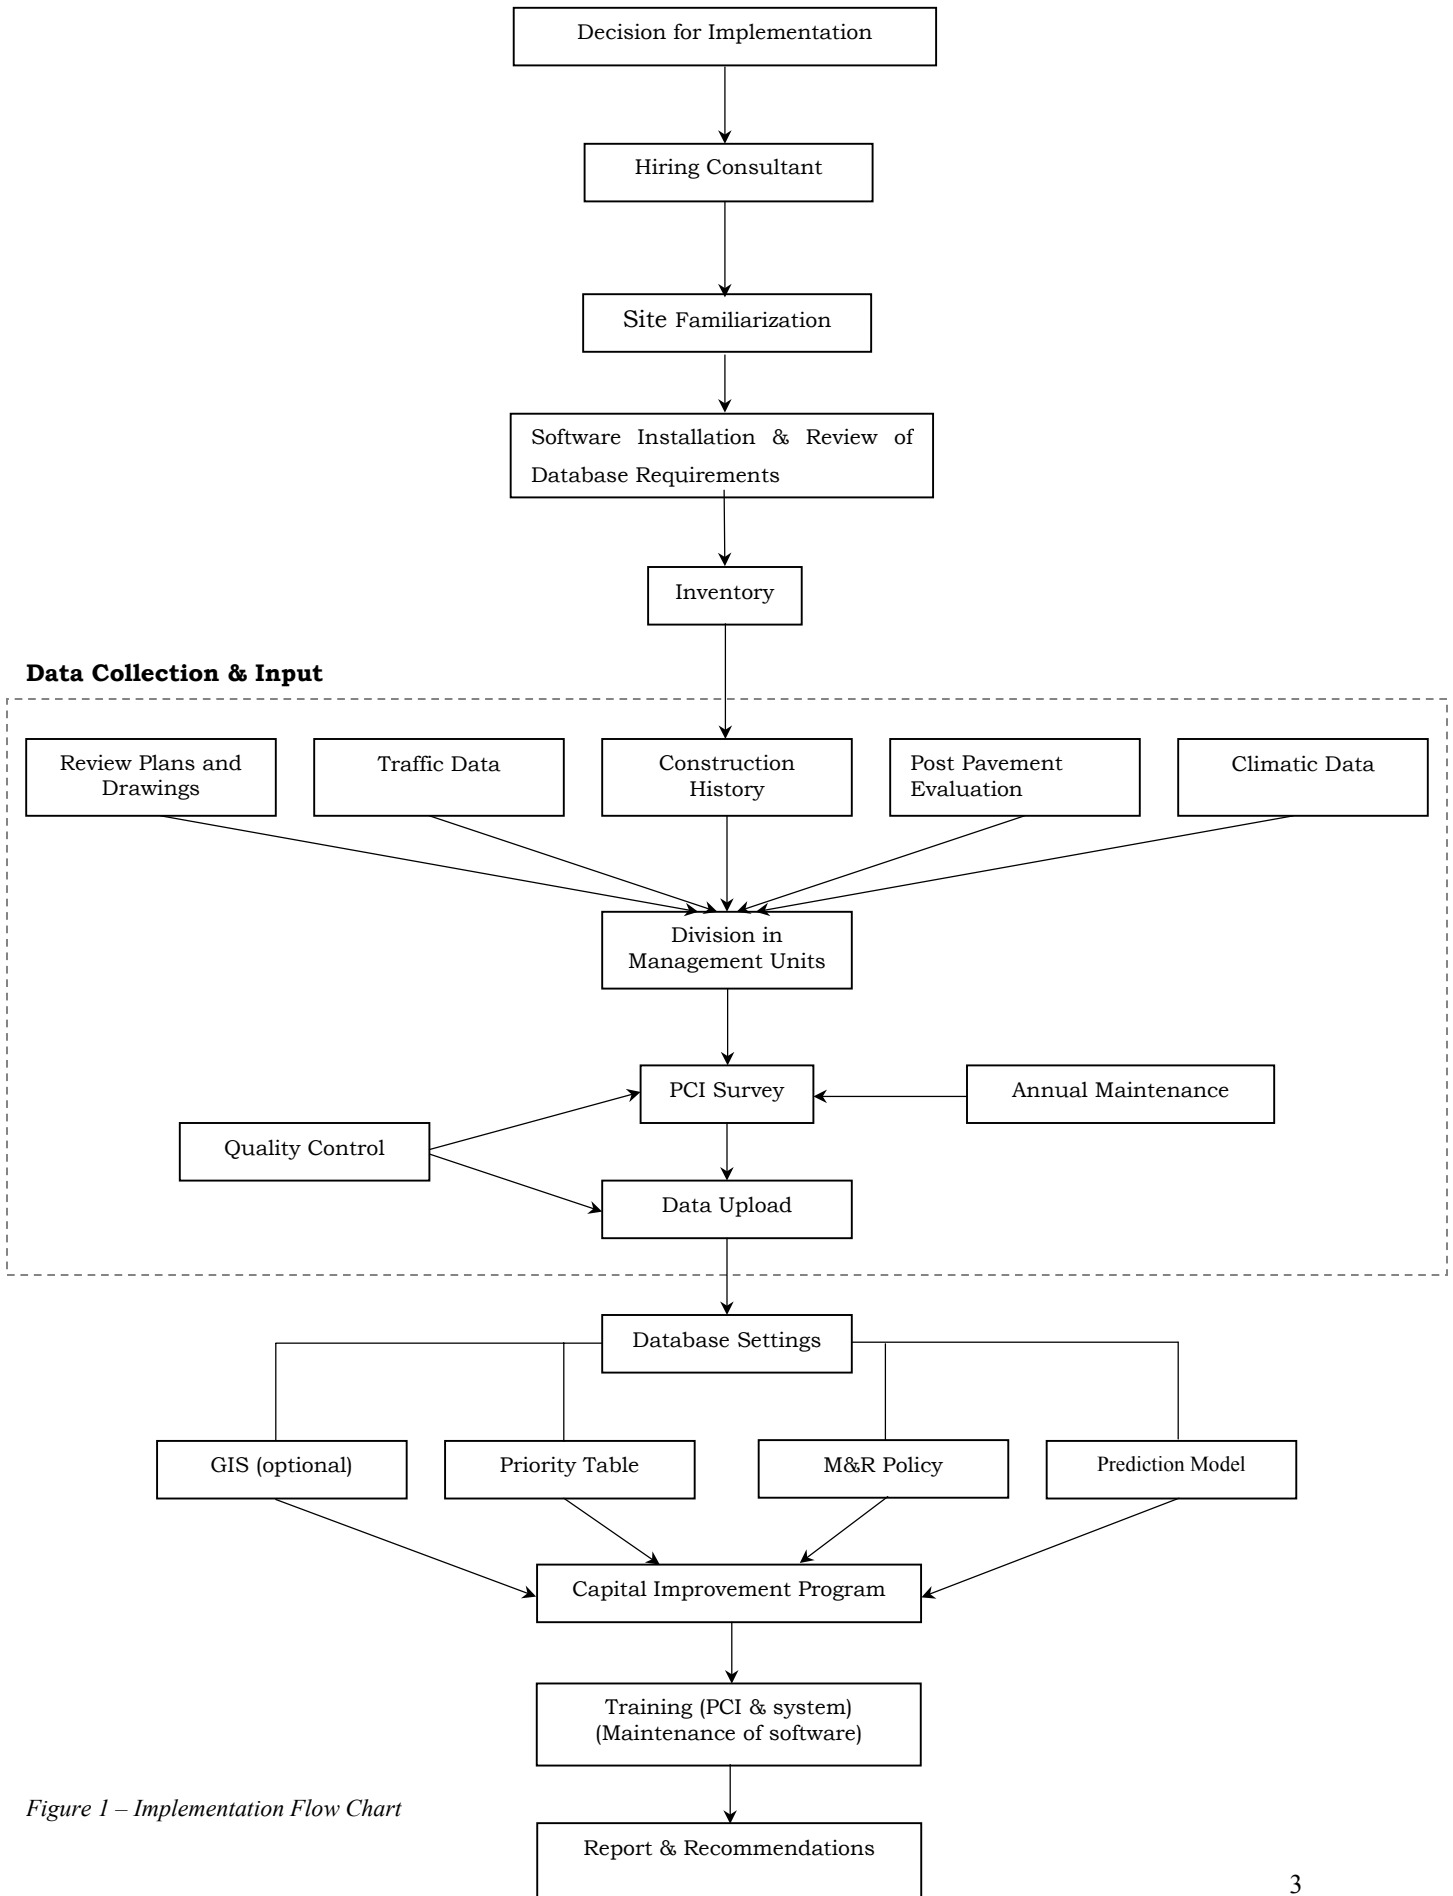 Decision for Implementation
Hiring Consultant
Site Familiarization
Software Installation & Review of
Database Requirements
Inventory
Data Collection & Input
Review Plans and
Drawings
Traffic Data
Construction
History
Post Pavement
Evaluation
Climatic Data
Division in
Management Units
PCI Survey
Annual Maintenance
Quality Control
Data Upload
Database Settings
GIS (optional)
Priority Table
M&R Policy
Prediction Model
Capital Improvement Program
Training (PCI & system)
(Maintenance of software)
Figure 1 – Implementation Flow Chart
Report & Recommendations
3